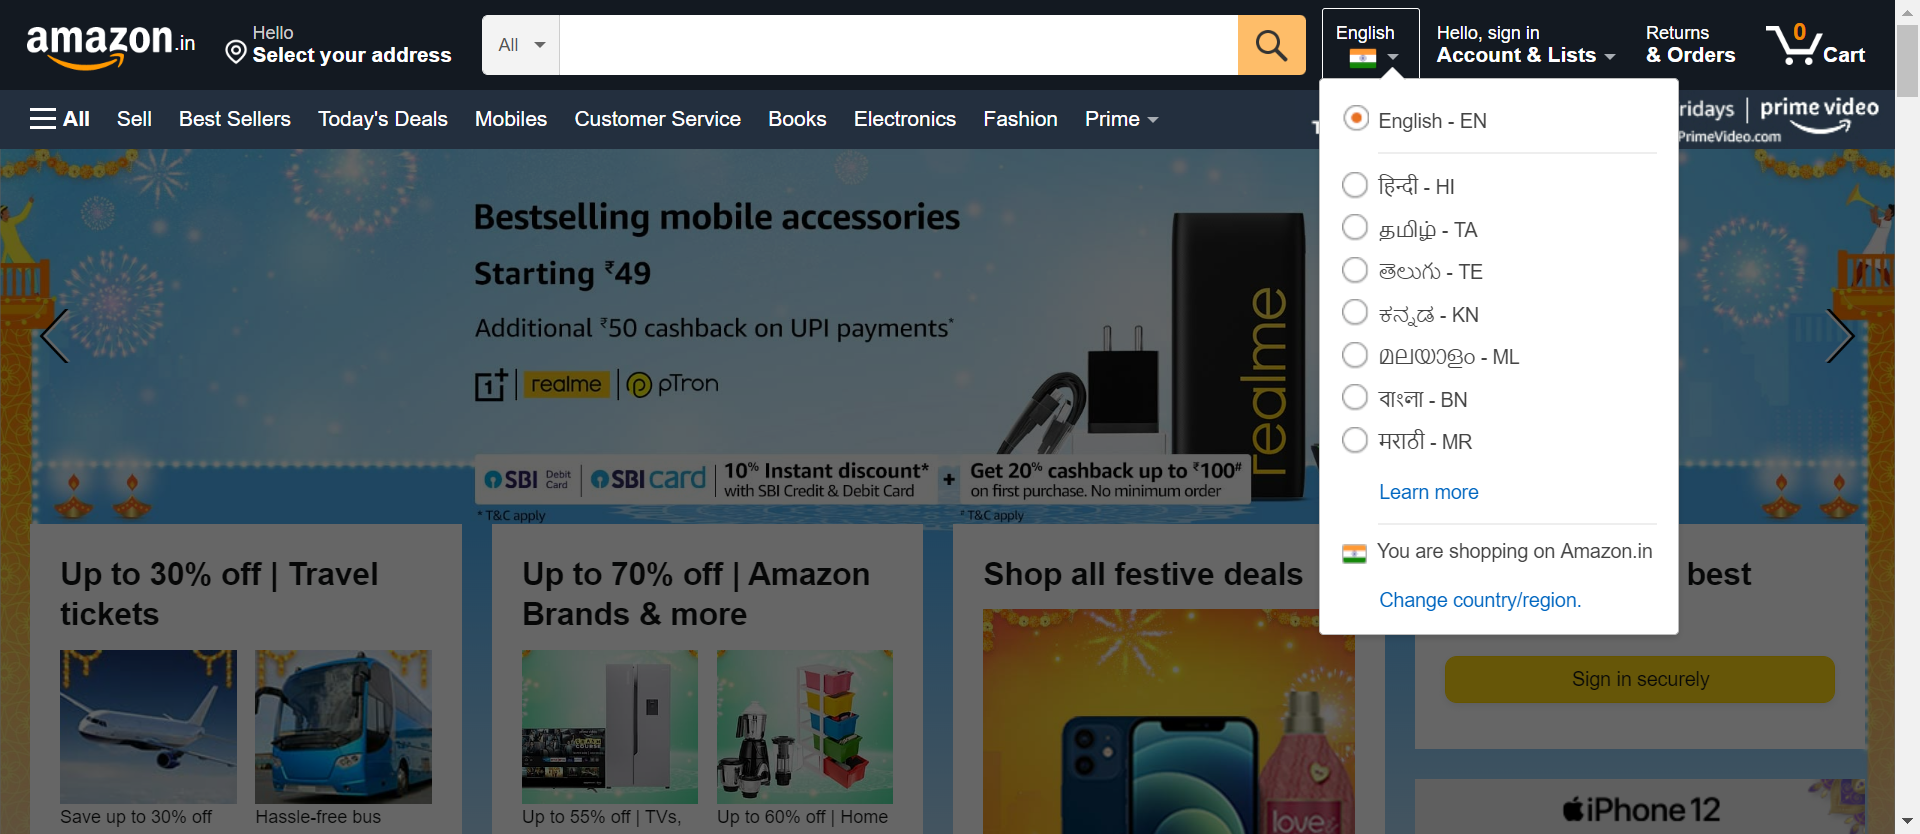 amazon.in
Hello
Select your address
All
English
Hello, sign in
Account & Lists
Returns
& Orders
0
Cart
All
Sell
Best Sellers
Today's Deals
Mobiles
Customer Service
Books
Electronics
Fashion
Prime
ridays
prime video
PrimeVideo.com
English - EN
हिन्दी - HI
தமிழ் - TA
తెలుగు - TE
ಕನ್ನಡ - KN
മലയാളം - ML
বাংলা - BN
मराठी - MR
Learn more
You are shopping on Amazon.in
Change country/region.
Bestselling mobile accessories
Starting ₹49
Additional ₹50 cashback on UPI payments*
1+ | realme | pTron
realme
SBI Debit Card | SBI card | 10% Instant discount* + Get 20% cashback up to ₹100#
with SBI Credit & Debit Card on first purchase. No minimum order
* T&C apply
# T&C apply
Up to 30% off | Travel
tickets
Save up to 30% off
Hassle-free bus
Up to 70% off | Amazon
Brands & more
Up to 55% off | TVs,
Up to 60% off | Home
Shop all festive deals
love
best
Sign in securely
iPhone 12